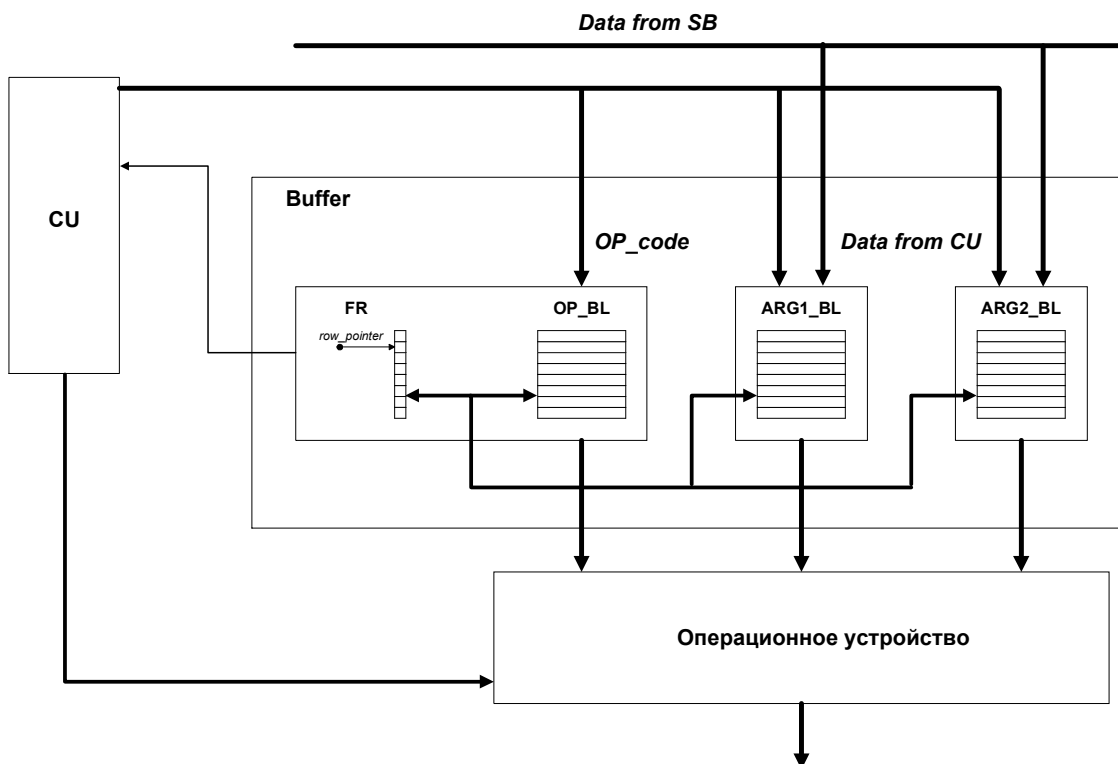 Data from SB
CU
Buffer
OP_code
Data from CU
FR
OP_BL
ARG1_BL
ARG2_BL
row_pointer
Операционное устройство